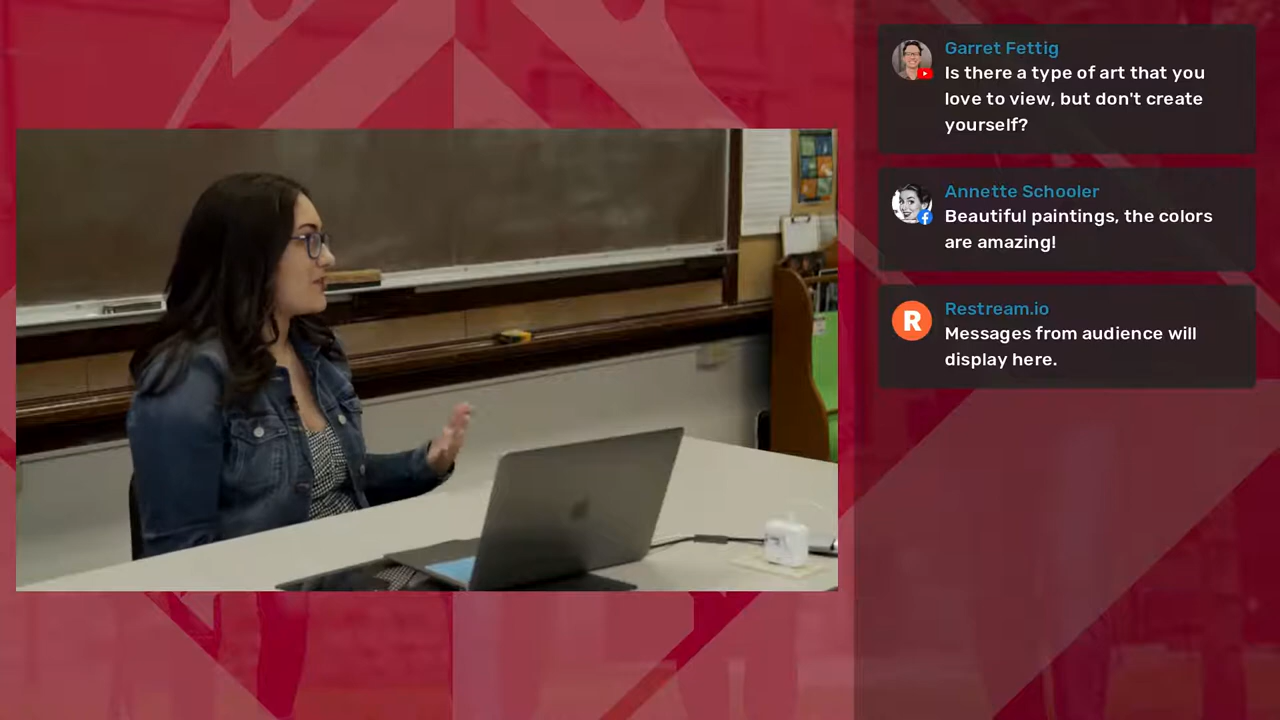 Garret Fettig
Is there a type of art that you
love to view, but don't create
yourself?
Annette Schooler
Beautiful paintings, the colors
are amazing!
R
Restream.io
Messages from audience will
display here.